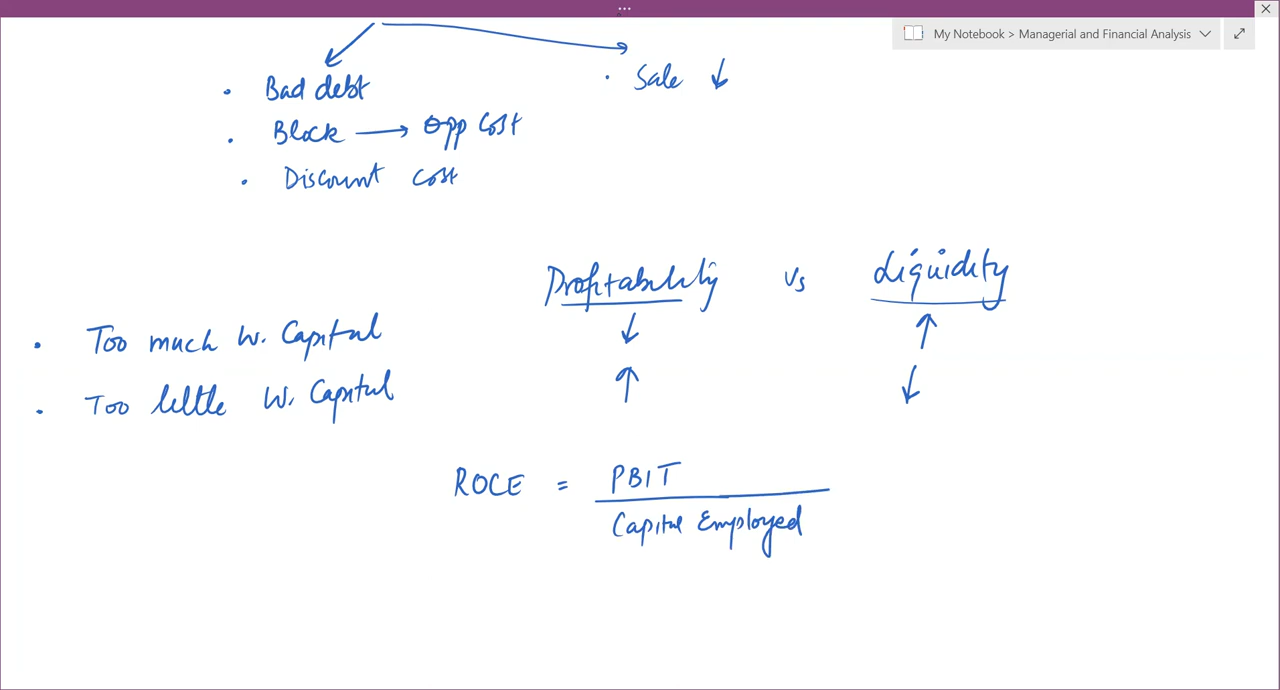 My Notebook > Managerial and Financial Analysis
• Bad debt
• Sale ↓
• Block → Opp Cost
• Discount Cost
Profitability Vs Liquidity
• Too much W. Capital ↓ ↑
• Too little W. Capital ↑ ↓
ROCE = PBIT
Capital Employed